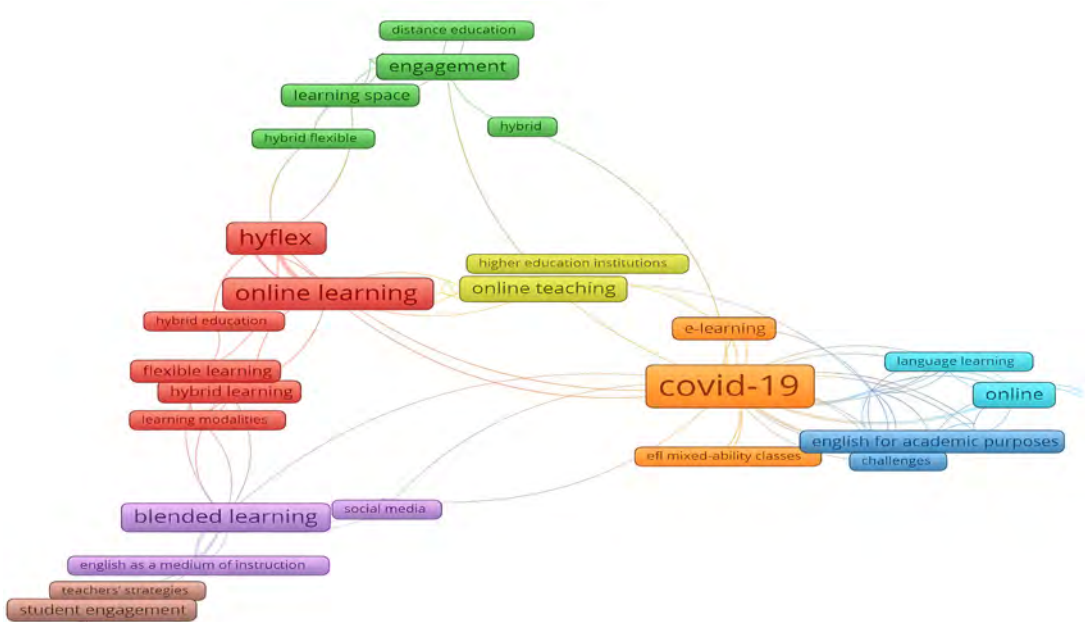 distance education
engagement
learning space
hybrid
hybrid flexible
hyflex
higher education institutions
online teaching
online learning
hybrid education
e-learning
language learning
flexible learning
covid-19
hybrid learning
online
learning modalities
english for academic purposes
efl mixed-ability classes
challenges
social media
blended learning
english as a medium of instruction
teachers' strategies
student engagement